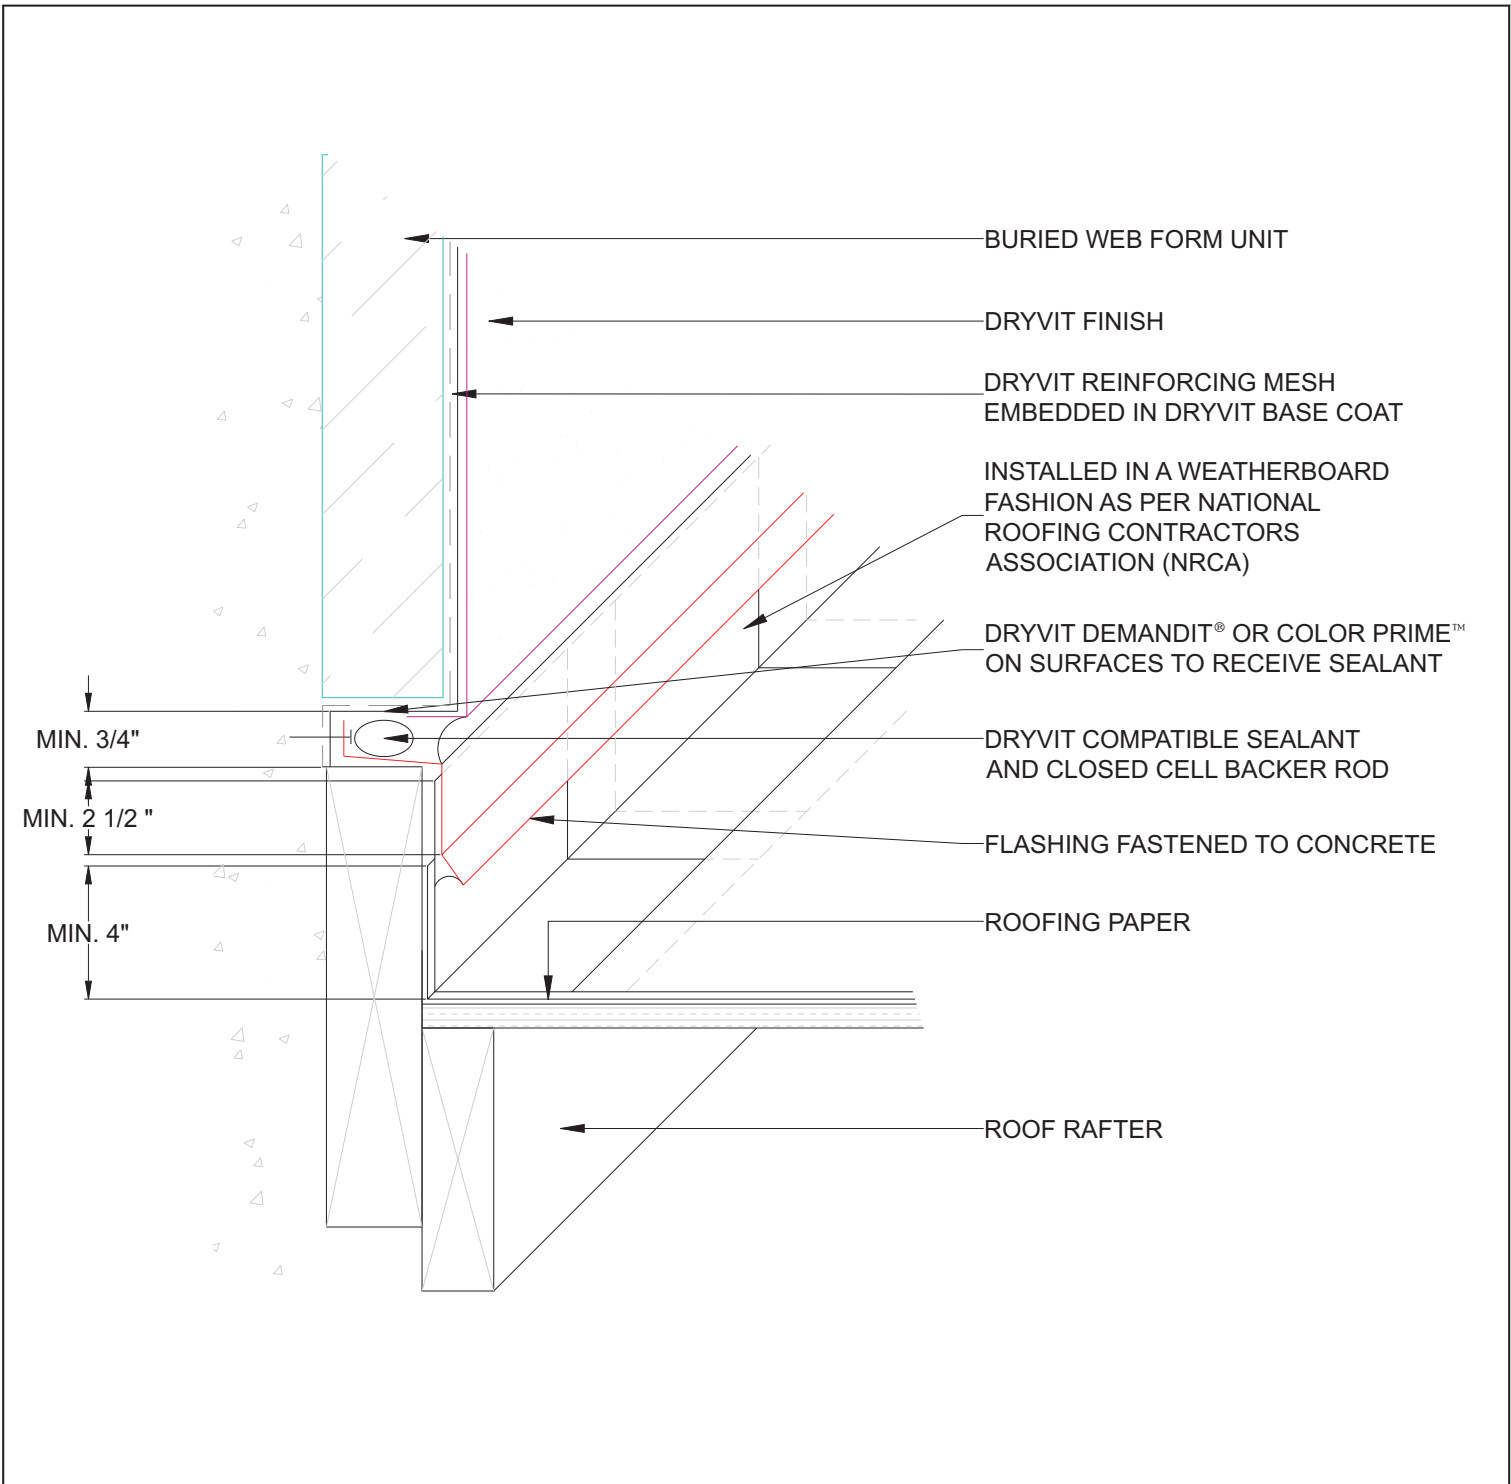 BURIED WEB FORM UNIT
DRYVIT FINISH
DRYVIT REINFORCING MESH
EMBEDDED IN DRYVIT BASE COAT
INSTALLED IN A WEATHERBOARD
FASHION AS PER NATIONAL
ROOFING CONTRACTORS
ASSOCIATION (NRCA)
DRYVIT DEMANDIT® OR COLOR PRIME™
ON SURFACES TO RECEIVE SEALANT
MIN. 3/4"
DRYVIT COMPATIBLE SEALANT
AND CLOSED CELL BACKER ROD
MIN. 2 1/2 "
FLASHING FASTENED TO CONCRETE
MIN. 4"
ROOFING PAPER
ROOF RAFTER